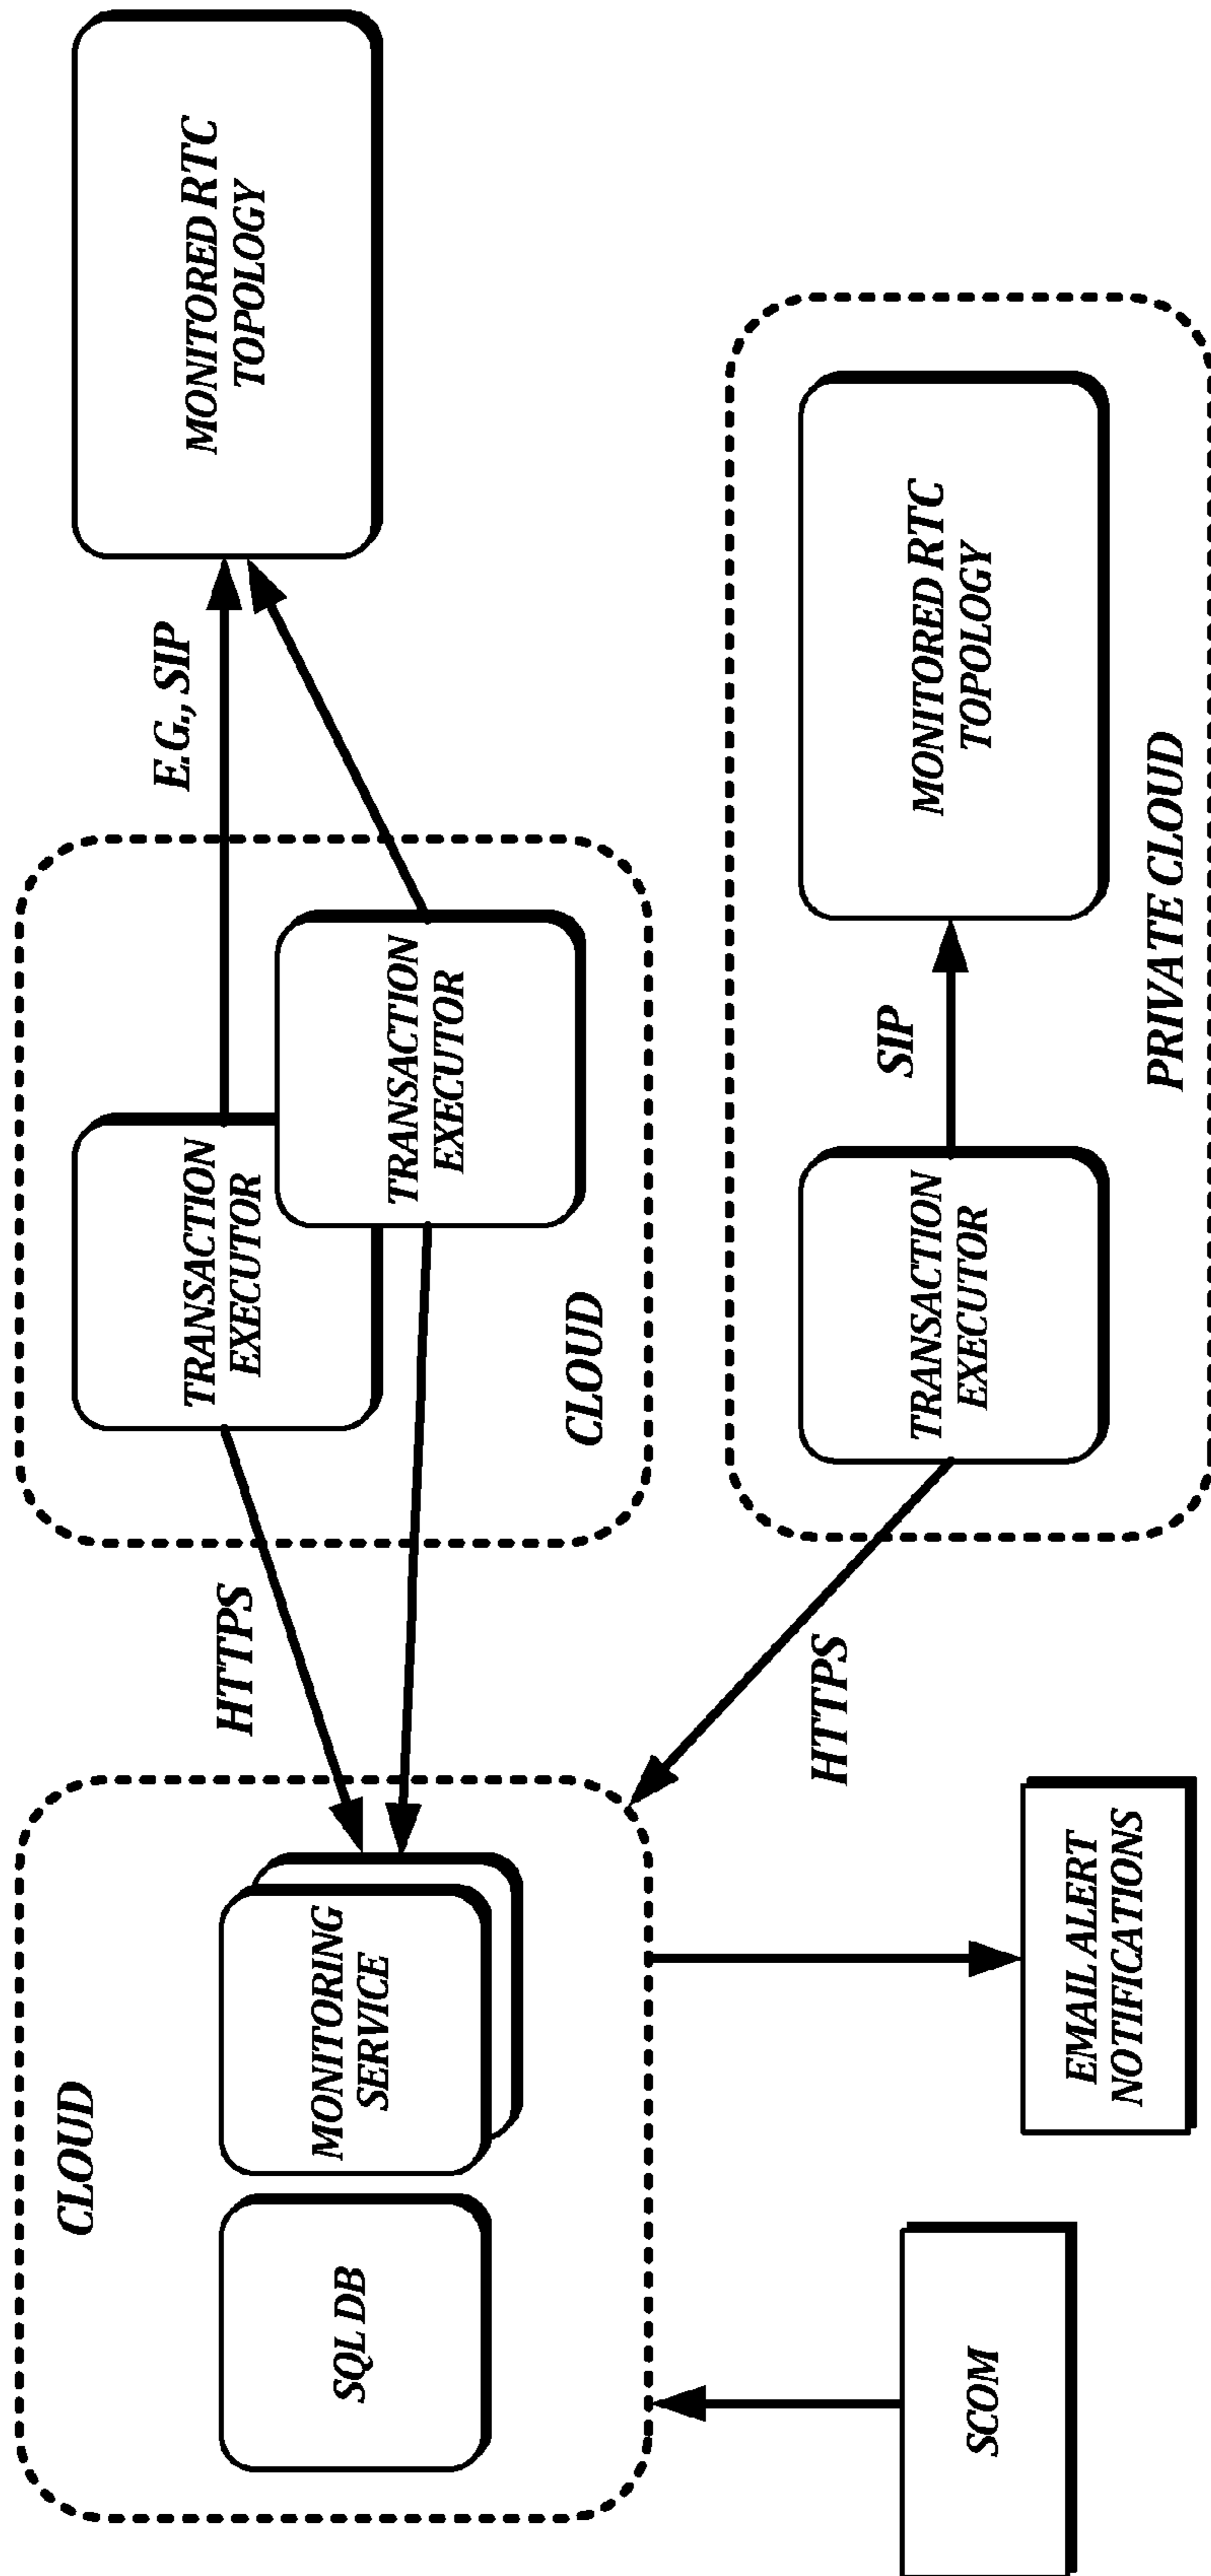 CLOUD
SQL DB
MONITORING
SERVICE
HTTPS
TRANSACTION
EXECUTOR
TRANSACTION
EXECUTOR
CLOUD
E.G., SIP
MONITORED RTC
TOPOLOGY
SCOM
EMAIL ALERT
NOTIFICATIONS
HTTPS
TRANSACTION
EXECUTOR
SIP
MONITORED RTC
TOPOLOGY
PRIVATE CLOUD